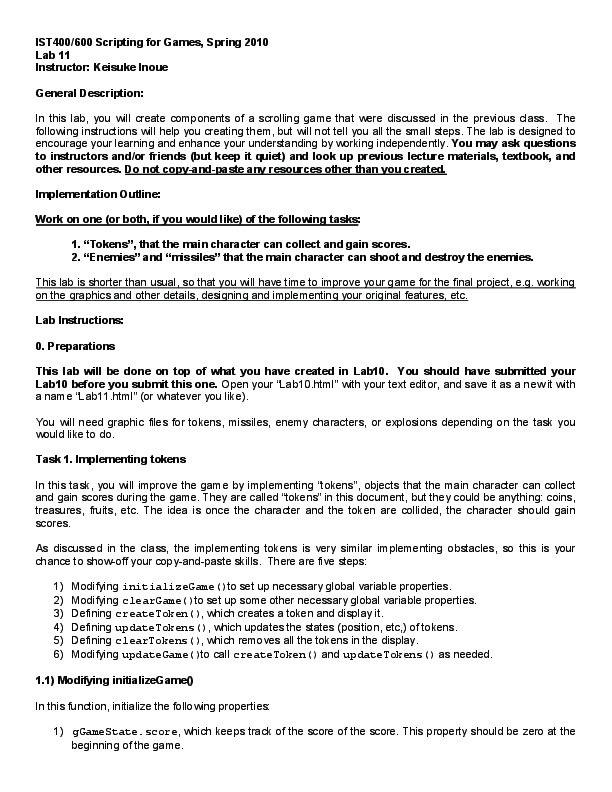 IST400/600 Scripting for Games, Spring 2010
Lab 11
Instructor: Keisuke Inoue
General Description:
In this lab, you will create components of a scrolling game that were discussed in the previous class. The
following instructions will help you creating them, but will not tell you all the small steps. The lab is designed to
encourage your learning and enhance your understanding by working independently. You may ask questions
to instructors and/or friends (but keep it quiet) and look up previous lecture materials, textbook, and
other resources. Do not copy-and-paste any resources other than you created.
Implementation Outline:
Work on one (or both, if you would like) of the following tasks:
1. “Tokens”, that the main character can collect and gain scores.
2. “Enemies” and “missiles” that the main character can shoot and destroy the enemies.
This lab is shorter than usual, so that you will have time to improve your game for the final project, e.g. working
on the graphics and other details, designing and implementing your original features, etc.
Lab Instructions:
0. Preparations
This lab will be done on top of what you have created in Lab10. You should have submitted your
Lab10 before you submit this one. Open your “Lab10.html” with your text editor, and save it as a new it with
a name “Lab11.html” (or whatever you like).
You will need graphic files for tokens, missiles, enemy characters, or explosions depending on the task you
would like to do.
Task 1. Implementing tokens
In this task, you will improve the game by implementing “tokens”, objects that the main character can collect
and gain scores during the game. They are called “tokens” in this document, but they could be anything: coins,
treasures, fruits, etc. The idea is once the character and the token are collided, the character should gain
scores.
As discussed in the class, the implementing tokens is very similar implementing obstacles, so this is your
chance to show-off your copy-and-paste skills. There are five steps:
1) Modifying initializeGame()to set up necessary global variable properties.
2) Modifying clearGame()to set up some other necessary global variable properties.
3) Defining createToken(), which creates a token and display it.
4) Defining updateTokens(), which updates the states (position, etc,) of tokens.
5) Defining clearTokens(), which removes all the tokens in the display.
6) Modifying updateGame()to call createToken() and updateTokens() as needed.
1.1) Modifying initializeGame()
In this function, initialize the following properties:
1) gGameState.score, which keeps track of the score of the score. This property should be zero at the
beginning of the game.